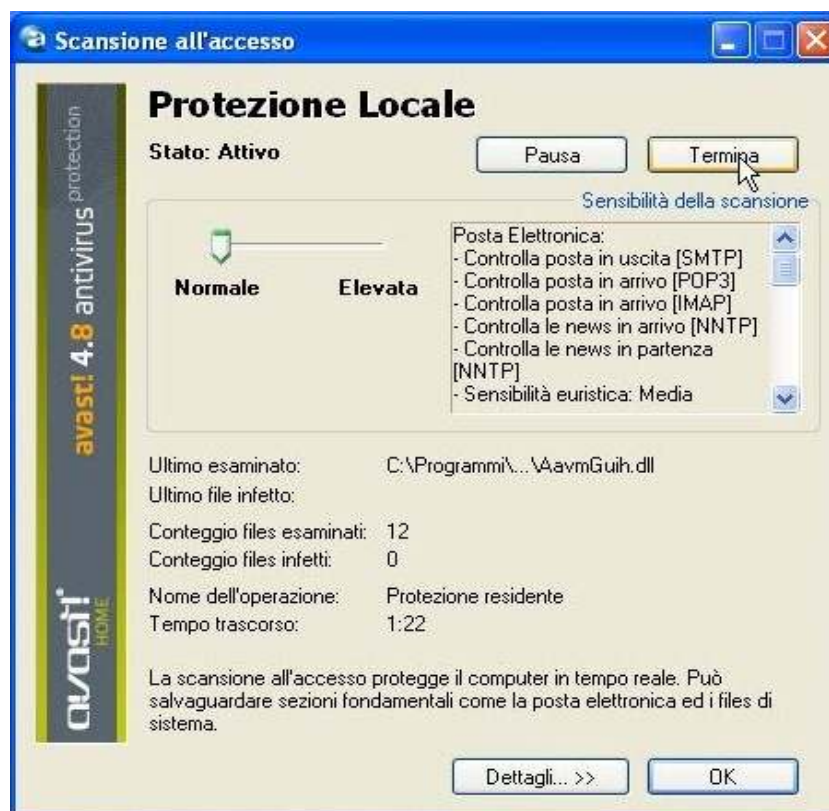 Scansione all'accesso
avast! 4.8 antivirus protection
avast! HOME
Protezione Locale
Stato: Attivo
Pausa
Termina
Sensibilità della scansione
Normale
Elevata
Posta Elettronica:
- Controlla posta in uscita [SMTP]
- Controlla posta in arrivo [POP3]
- Controlla posta in arrivo [IMAP]
- Controlla le news in arrivo [NNTP]
- Controlla le news in partenza
[NNTP]
- Sensibilità euristica: Media
Ultimo esaminato: C:\Programmi\...\AavmGuih.dll
Ultimo file infetto:
Conteggio files esaminati: 12
Conteggio files infetti: 0
Nome dell'operazione: Protezione residente
Tempo trascorso: 1:22
La scansione all'accesso protegge il computer in tempo reale. Può
salvaguardare sezioni fondamentali come la posta elettronica ed i files di
sistema.
Dettagli... >>
OK